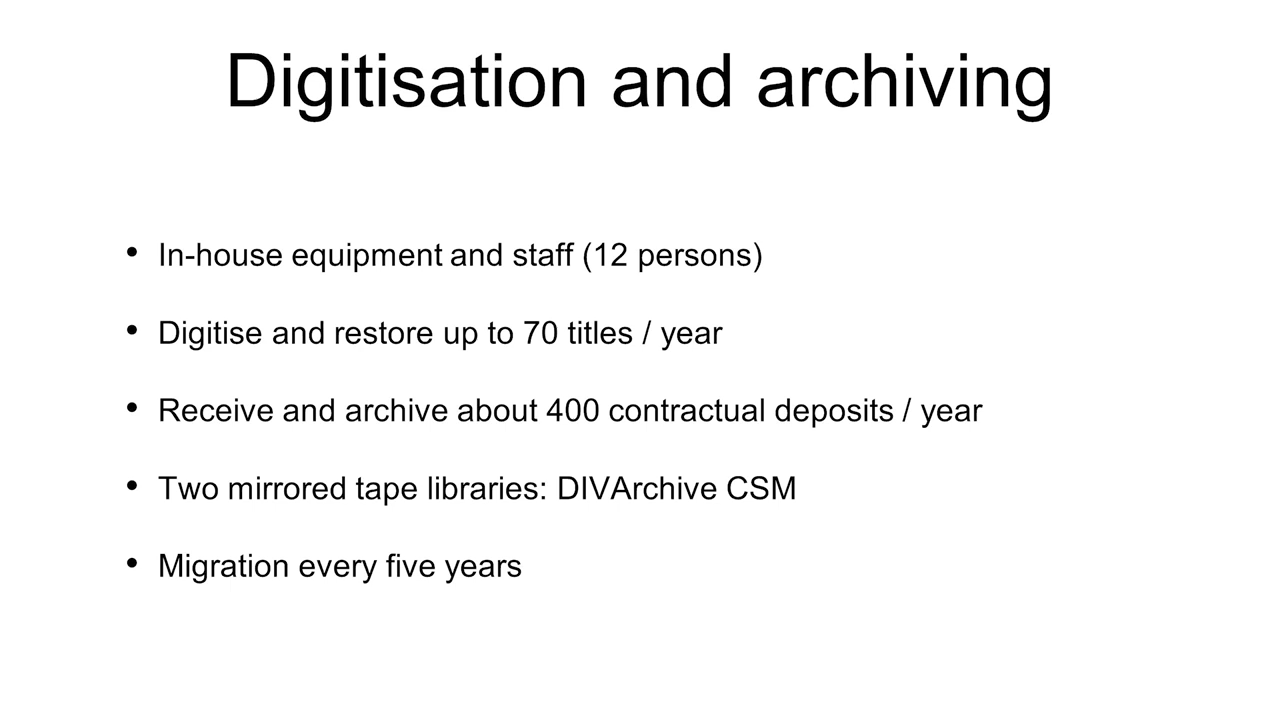 Digitisation and archiving
• In-house equipment and staff (12 persons)
• Digitise and restore up to 70 titles / year
• Receive and archive about 400 contractual deposits / year
• Two mirrored tape libraries: DIVArchive CSM
• Migration every five years